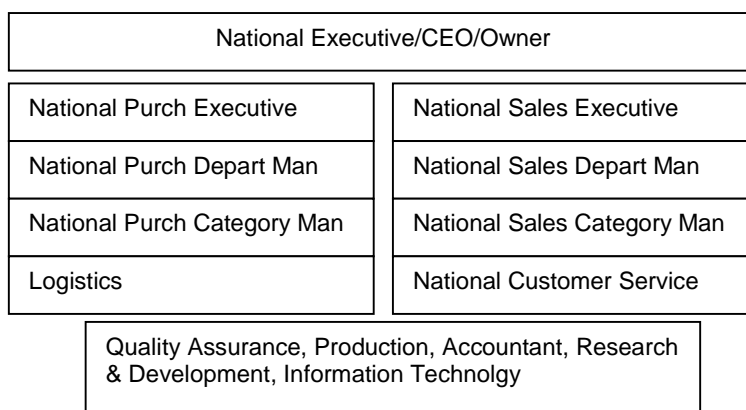 National Executive/CEO/Owner
National Purch Executive
National Purch Depart Man
National Purch Category Man
Logistics
National Sales Executive
National Sales Depart Man
National Sales Category Man
National Customer Service
Quality Assurance, Production, Accountant, Research
& Development, Information Technolgy